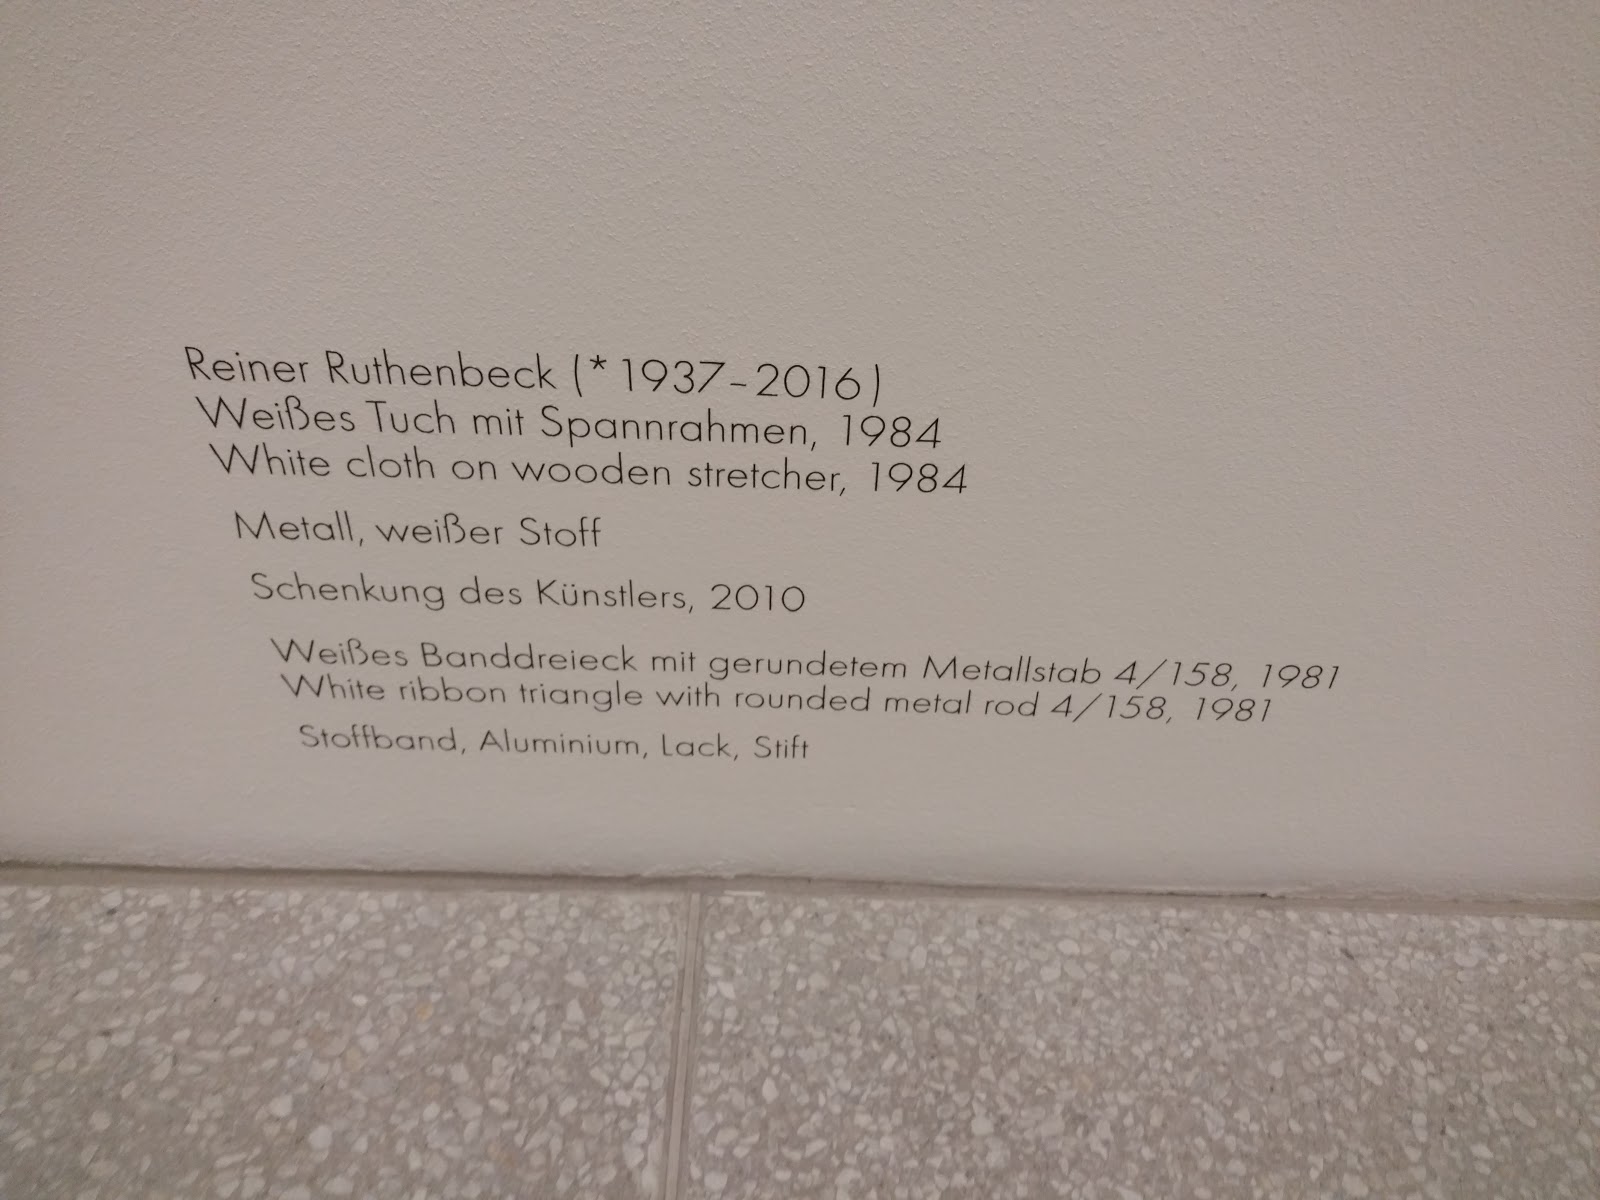 Reiner Ruthenbeck (* 1937–2016)
Weißes Tuch mit Spannrahmen, 1984
White cloth on wooden stretcher, 1984
Metall, weißer Stoff
Schenkung des Künstlers, 2010
Weißes Banddreieck mit gerundetem Metallstab 4/158, 1981
White ribbon triangle with rounded metal rod 4/158, 1981
Stoffband, Aluminium, Lack, Stift